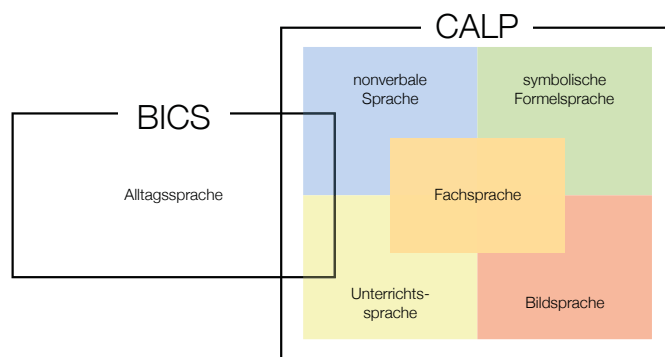 CALP
nonverbale
Sprache
symbolische
Formelsprache
BICS
Alltagssprache
Fachsprache
Unterrichts-
sprache
Bildsprache